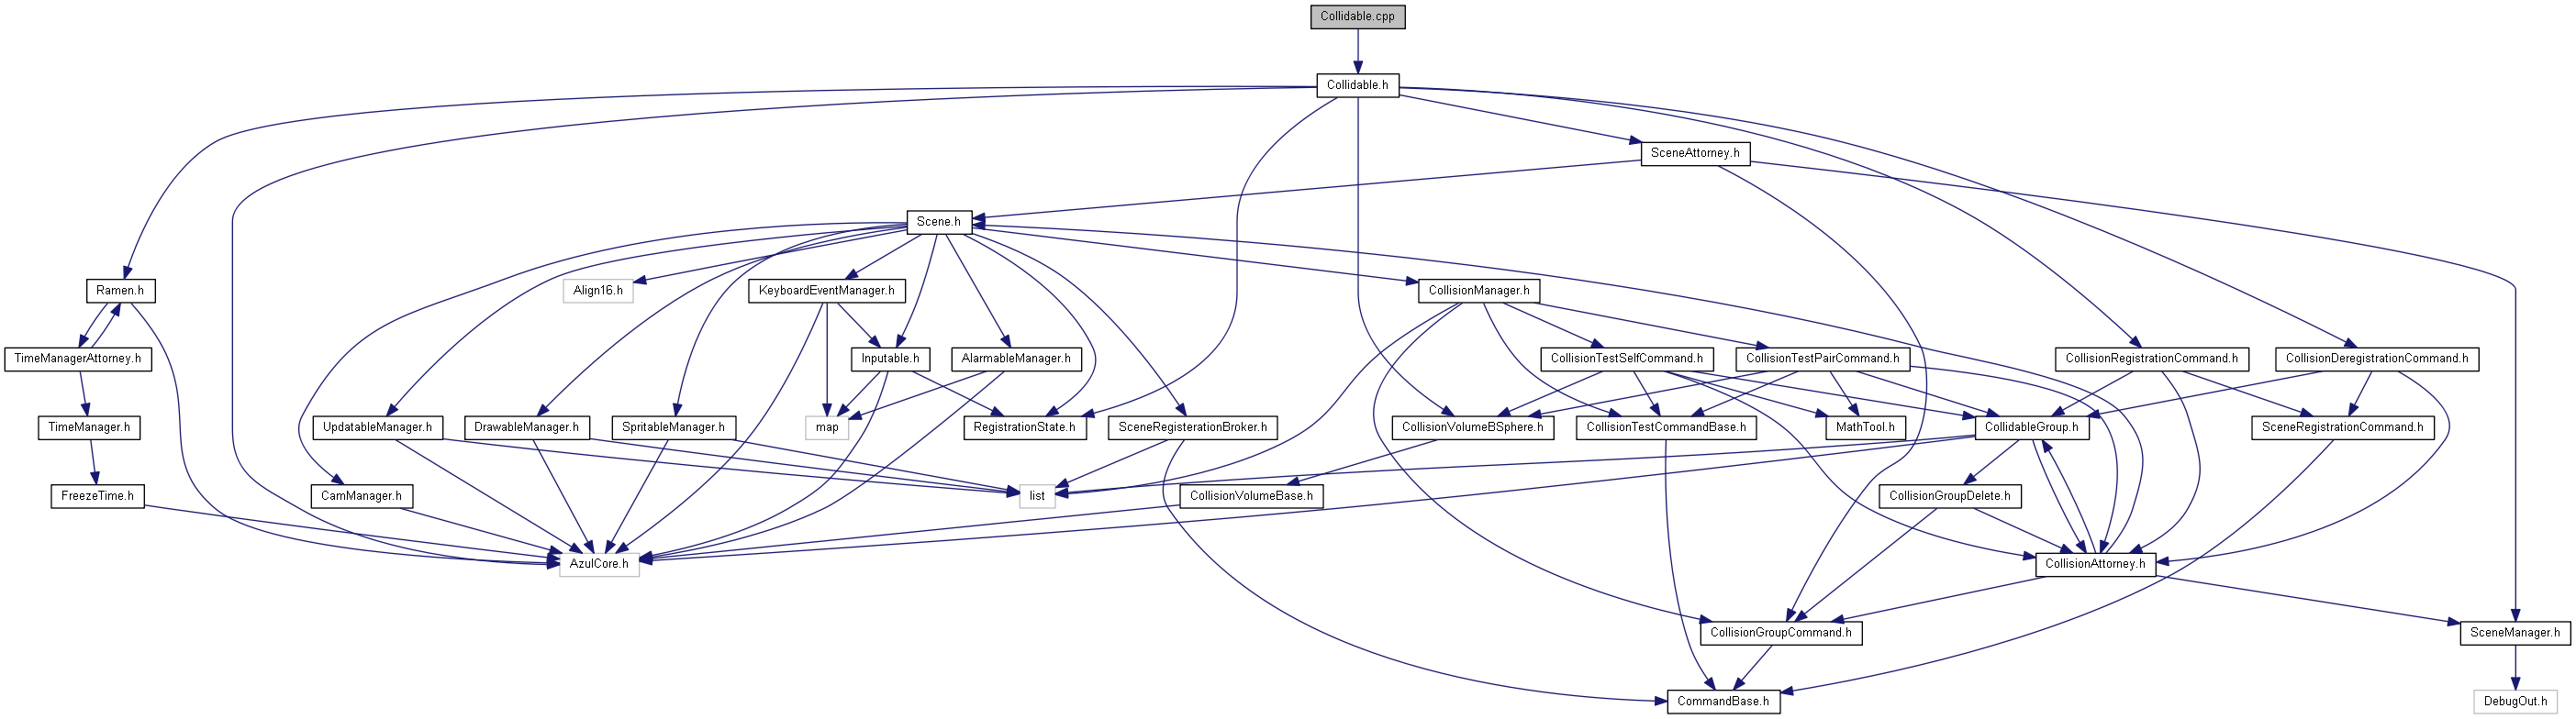 Collidable.cpp
Collidable.h
SceneAttorney.h
Scene.h
Ramen.h
Align16.h
KeyboardEventManager.h
CollisionManager.h
TimeManagerAttorney.h
Inputable.h
AlarmableManager.h
CollisionTestSelfCommand.h
CollisionTestPairCommand.h
CollisionRegistrationCommand.h
CollisionDeregistrationCommand.h
TimeManager.h
UpdatableManager.h
DrawableManager.h
SpritableManager.h
map
RegistrationState.h
SceneRegisterationBroker.h
CollisionVolumeBSphere.h
CollisionTestCommandBase.h
MathTool.h
CollidableGroup.h
SceneRegistrationCommand.h
FreezeTime.h
CamManager.h
list
CollisionVolumeBase.h
CollisionGroupDelete.h
AzulCore.h
CollisionAttorney.h
CollisionGroupCommand.h
SceneManager.h
CommandBase.h
DebugOut.h